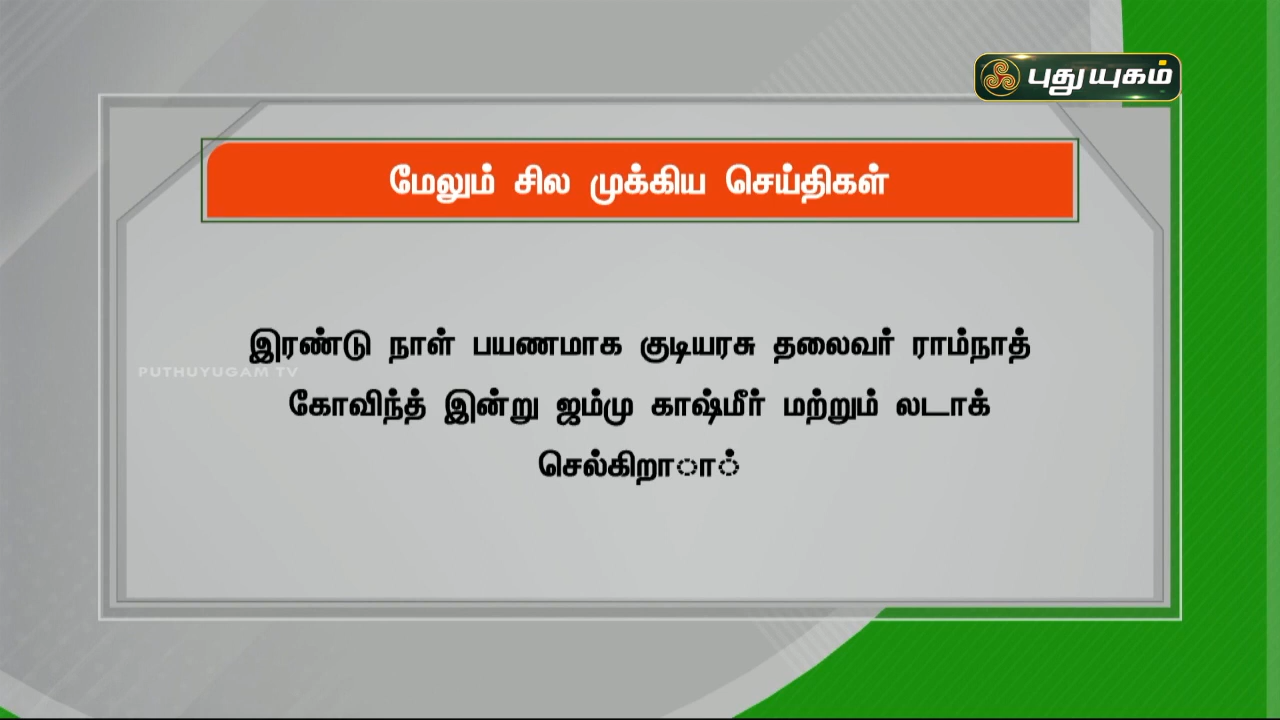 புதுயுகம்
மேலும் சில முக்கிய செய்திகள்
இரண்டு நாள் பயணமாக குடியரசு தலைவர் ராம்நாத்
PUTHUYUGAM TV
கோவிந்த் இன்று ஜம்மு காஷ்மீர் மற்றும் லடாக்
செல்கிறாா்